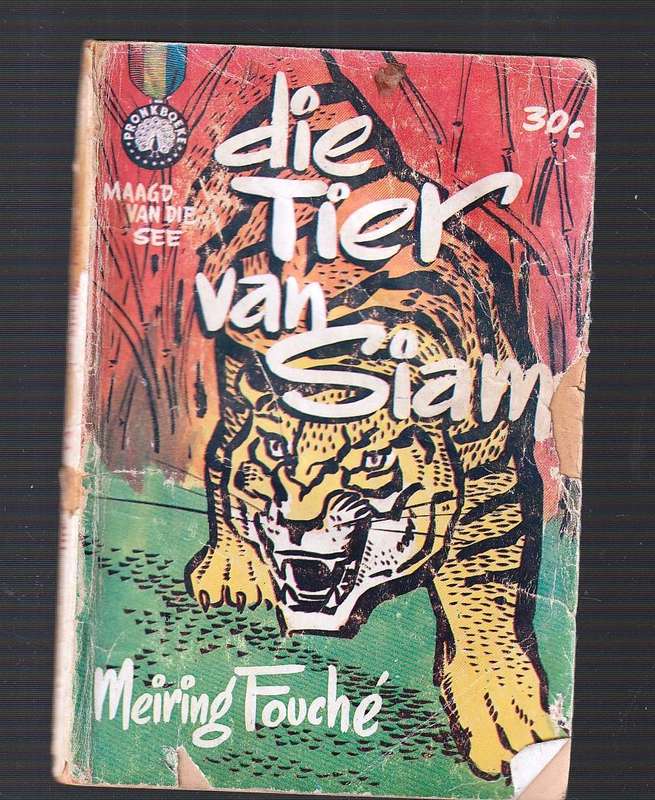 PRONKBOEKE
30c
MAAGD
VAN DIE
SEE
die
Tier
van
Siam
Meiring Fouché